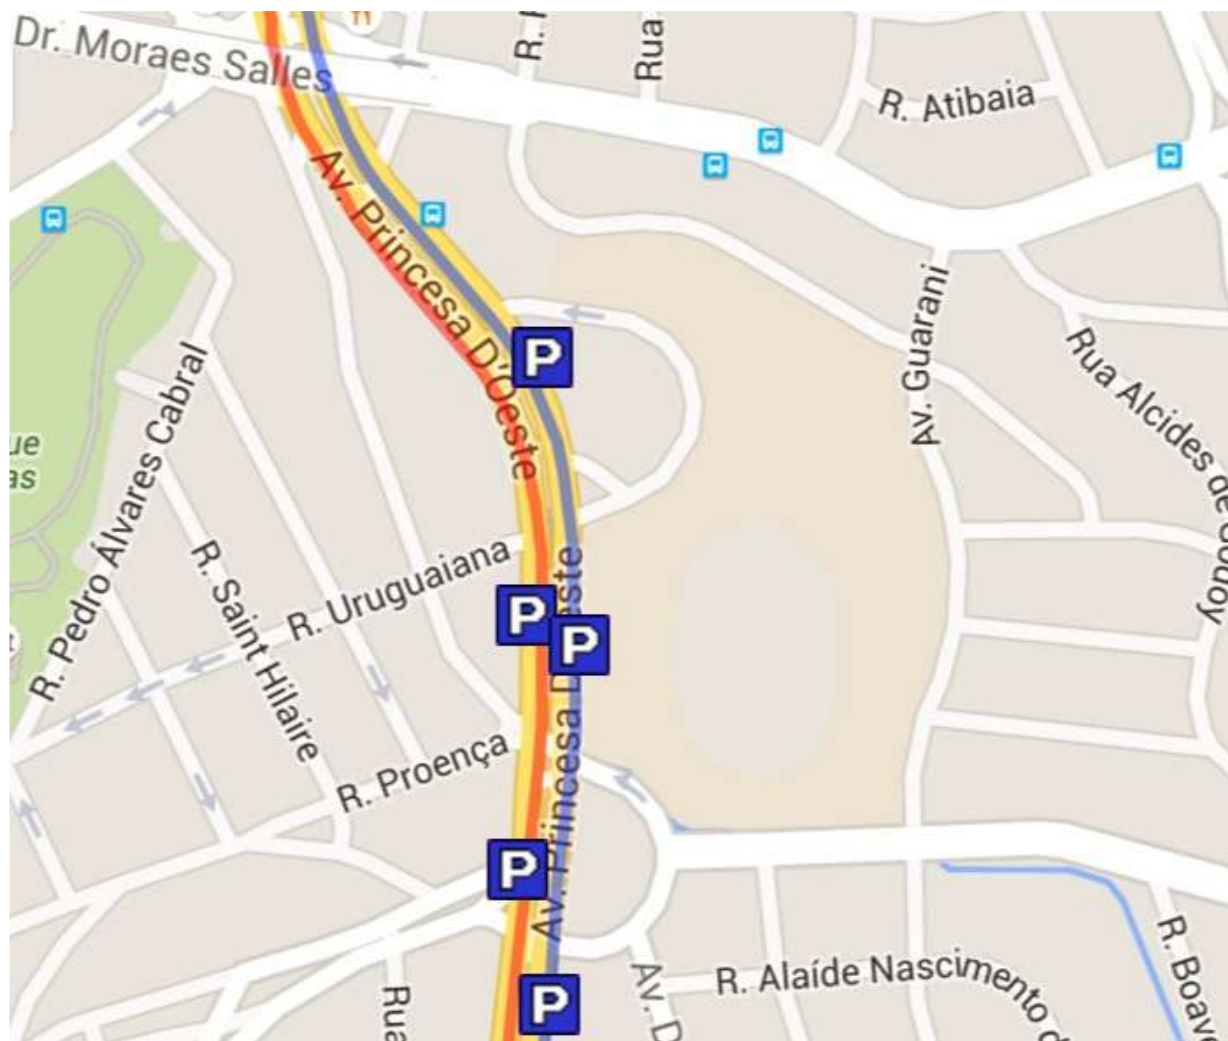 Dr. Moraes Salles
Rua
R. Atibaia
Av. Princesa D'Oeste
Av. Guarani
Rua Alcides de Godoy
P
R. Pedro Álvares Cabral
R. Saint Hilaire
R. Uruguaiana
P
P
Av. Princesa D'Oeste
R. Proença
P
R. Alaíde Nascimento
R.
Av. D
Rua
P